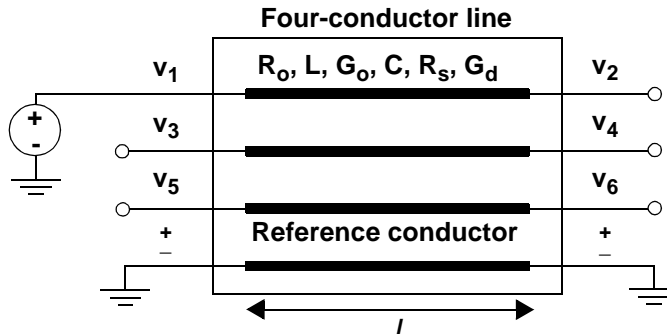 Four-conductor line
v1
Ro, L, Go, C, Rs, Gd
v2
+
-
v3
v4
v5
v6
+
–
Reference conductor
+
–
l